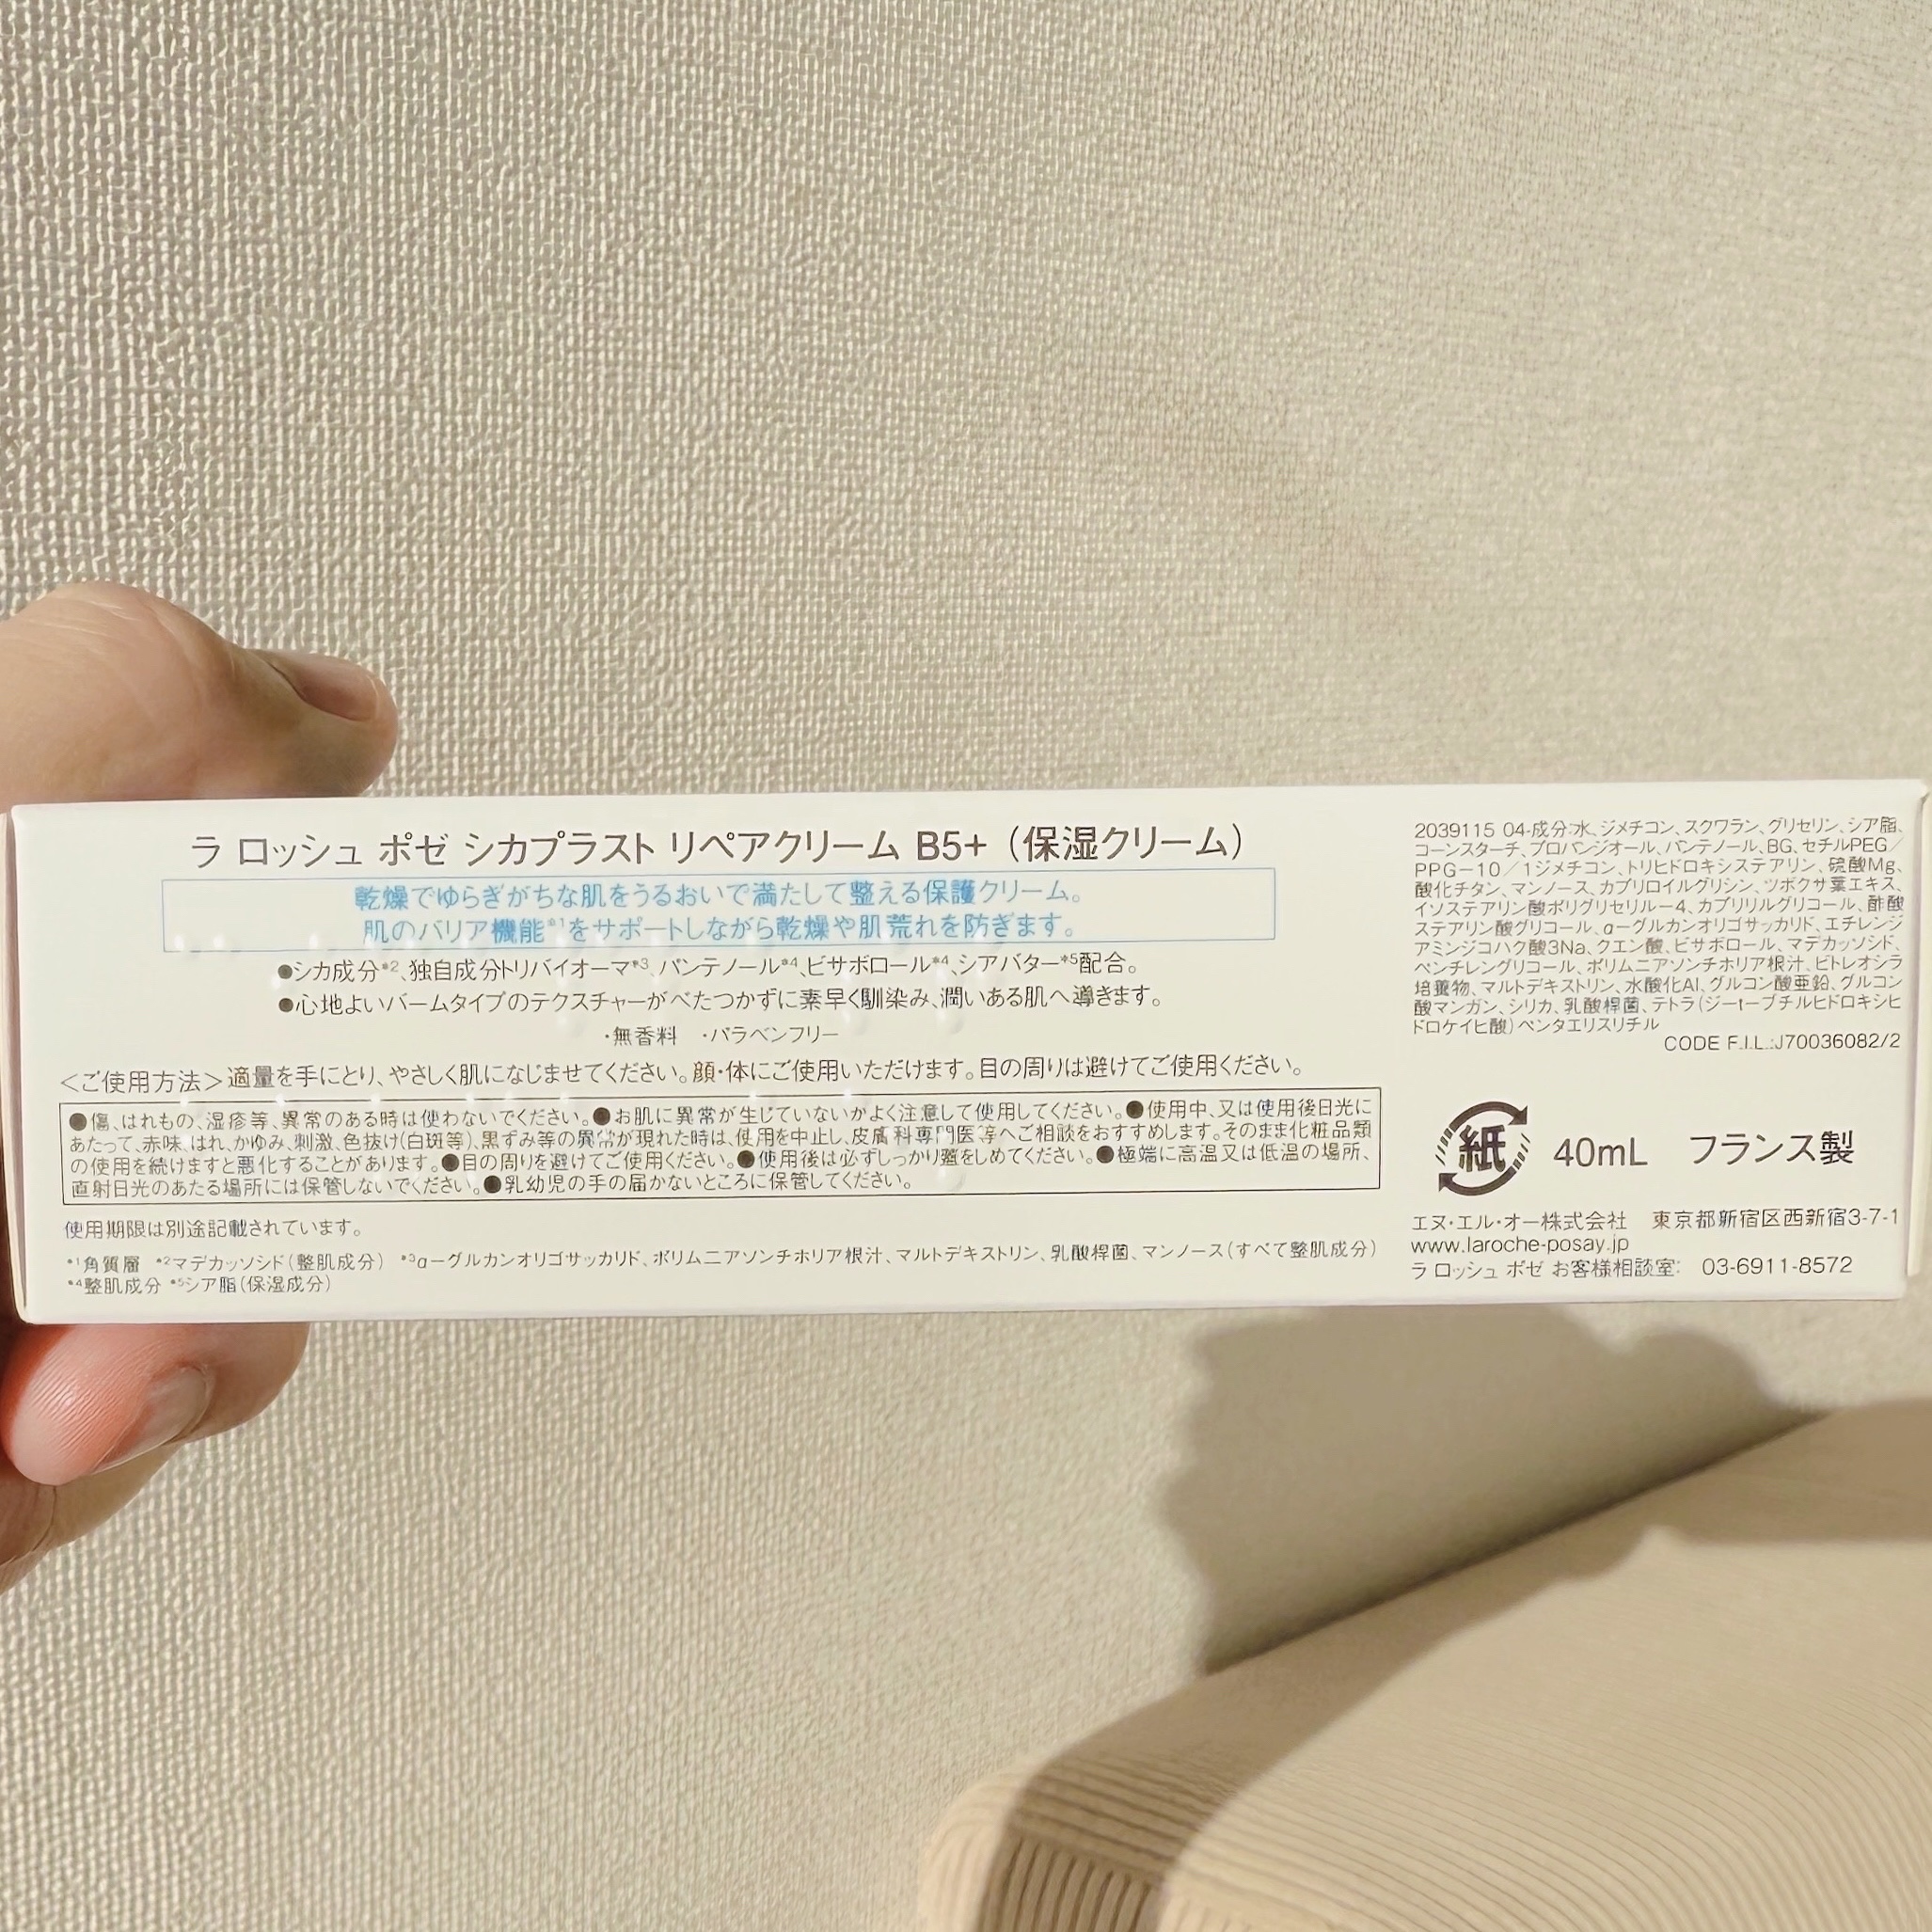 ラ ロッシュ ポゼ シカプラスト リペアクリーム B5+（保湿クリーム）
乾燥でゆらぎがちな肌をうるおいで満たして整える保護クリーム。
肌のバリア機能*1をサポートしながら乾燥や肌荒れを防ぎます。
●シカ成分*2、独自成分トリバイオーマ*3、パンテノール*4、ビサボロール*4、シアバター*5配合。
●心地よいバームタイプのテクスチャーがべたつかずに素早く馴染み、潤いある肌へ導きます。
・無香料　・パラベンフリー
＜ご使用方法＞適量を手にとり、やさしく肌になじませてください。顔・体にご使用いただけます。目の周りは避けてご使用ください。
●傷、はれもの、湿疹等、異常のある時は使わないでください。●お肌に異常が生じていないかよく注意して使用してください。●使用中、又は使用後日光に
あたって、赤味、はれ、かゆみ、刺激、色抜け(白斑等)、黒ずみ等の異常が現れた時は、使用を中止し、皮膚科専門医等へご相談をおすすめします。そのまま化粧品類
の使用を続けますと悪化することがあります。●目の周りを避けてご使用ください。●使用後は必ずしっかり蓋をしめてください。●極端に高温又は低温の場所、
直射日光のあたる場所には保管しないでください。●乳幼児の手の届かないところに保管してください。
使用期限は別途記載されています。
*1角質層　*2マデカッソシド（整肌成分）　*3α－グルカンオリゴサッカリド、ポリムニアソンチホリア根汁、マルトデキストリン、乳酸桿菌、マンノース（すべて整肌成分）
*4整肌成分 *5シア脂（保湿成分）
2039115 04-成分:水、ジメチコン、スクワラン、グリセリン、シア脂、
コーンスターチ、プロパンジオール、パンテノール、BG、セチルPEG／
PPG－10／1ジメチコン、トリヒドロキシステアリン、硫酸Mg、
酸化チタン、マンノース、カプリロイルグリシン、ツボクサ葉エキス、
イソステアリン酸ポリグリセリル－4、カプリリルグリコール、酢酸
ステアリン酸グリコール、α－グルカンオリゴサッカリド、エチレンジ
アミンジコハク酸3Na、クエン酸、ビサボロール、マデカッソシド、
ペンチレングリコール、ポリムニアソンチホリア根汁、ビトレオシラ
培養物、マルトデキストリン、水酸化Al、グルコン酸亜鉛、グルコン
酸マンガン、シリカ、乳酸桿菌、テトラ（ジ－t－ブチルヒドロキシヒ
ドロケイヒ酸）ペンタエリスリチル
CODE F.I.L.:J70036082/2
紙 40mL フランス製
エヌ・エル・オー株式会社　東京都新宿区西新宿3-7-1
www.laroche-posay.jp
ラ ロッシュ ポゼ お客様相談室:　03-6911-8572